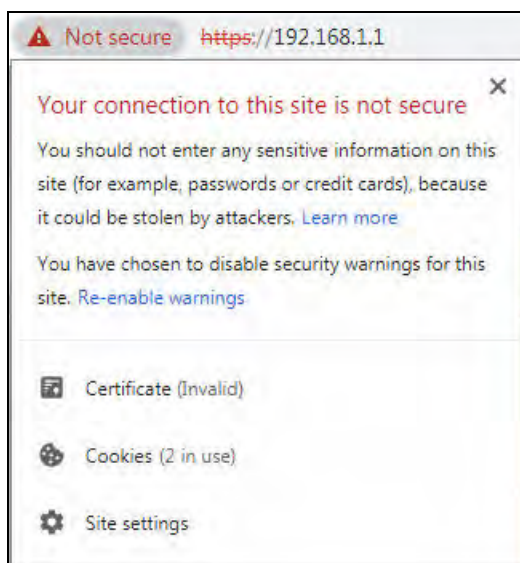 Not secure https://192.168.1.1
Your connection to this site is not secure
You should not enter any sensitive information on this
site (for example, passwords or credit cards), because
it could be stolen by attackers. Learn more
You have chosen to disable security warnings for this
site. Re-enable warnings
Certificate (Invalid)
Cookies (2 in use)
Site settings